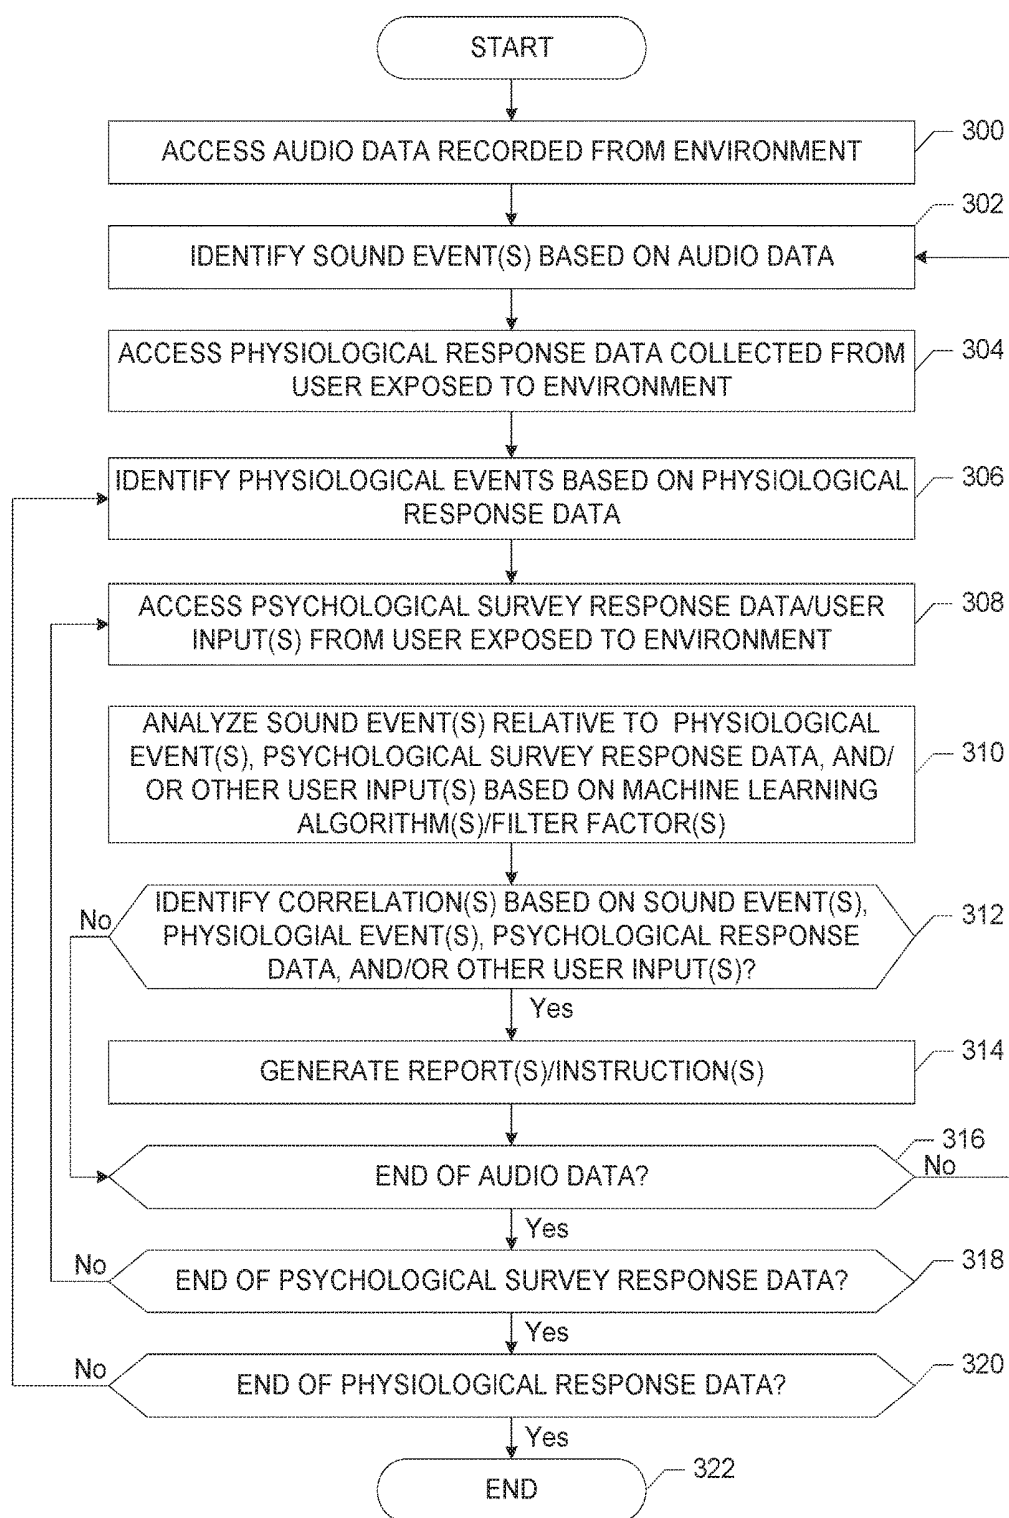 START
ACCESS AUDIO DATA RECORDED FROM ENVIRONMENT
300
302
IDENTIFY SOUND EVENT(S) BASED ON AUDIO DATA
ACCESS PHYSIOLOGICAL RESPONSE DATA COLLECTED FROM
USER EXPOSED TO ENVIRONMENT
304
IDENTIFY PHYSIOLOGICAL EVENTS BASED ON PHYSIOLOGICAL
RESPONSE DATA
306
ACCESS PSYCHOLOGICAL SURVEY RESPONSE DATA/USER
INPUT(S) FROM USER EXPOSED TO ENVIRONMENT
308
ANALYZE SOUND EVENT(S) RELATIVE TO PHYSIOLOGICAL
EVENT(S), PSYCHOLOGICAL SURVEY RESPONSE DATA, AND/
OR OTHER USER INPUT(S) BASED ON MACHINE LEARNING
ALGORITHM(S)/FILTER FACTOR(S)
310
No
IDENTIFY CORRELATION(S) BASED ON SOUND EVENT(S),
PHYSIOLOGIAL EVENT(S), PSYCHOLOGICAL RESPONSE
DATA, AND/OR OTHER USER INPUT(S)?
312
Yes
GENERATE REPORT(S)/INSTRUCTION(S)
314
316
END OF AUDIO DATA?
No
Yes
No
END OF PSYCHOLOGICAL SURVEY RESPONSE DATA?
318
Yes
No
END OF PHYSIOLOGICAL RESPONSE DATA?
320
Yes
END
322